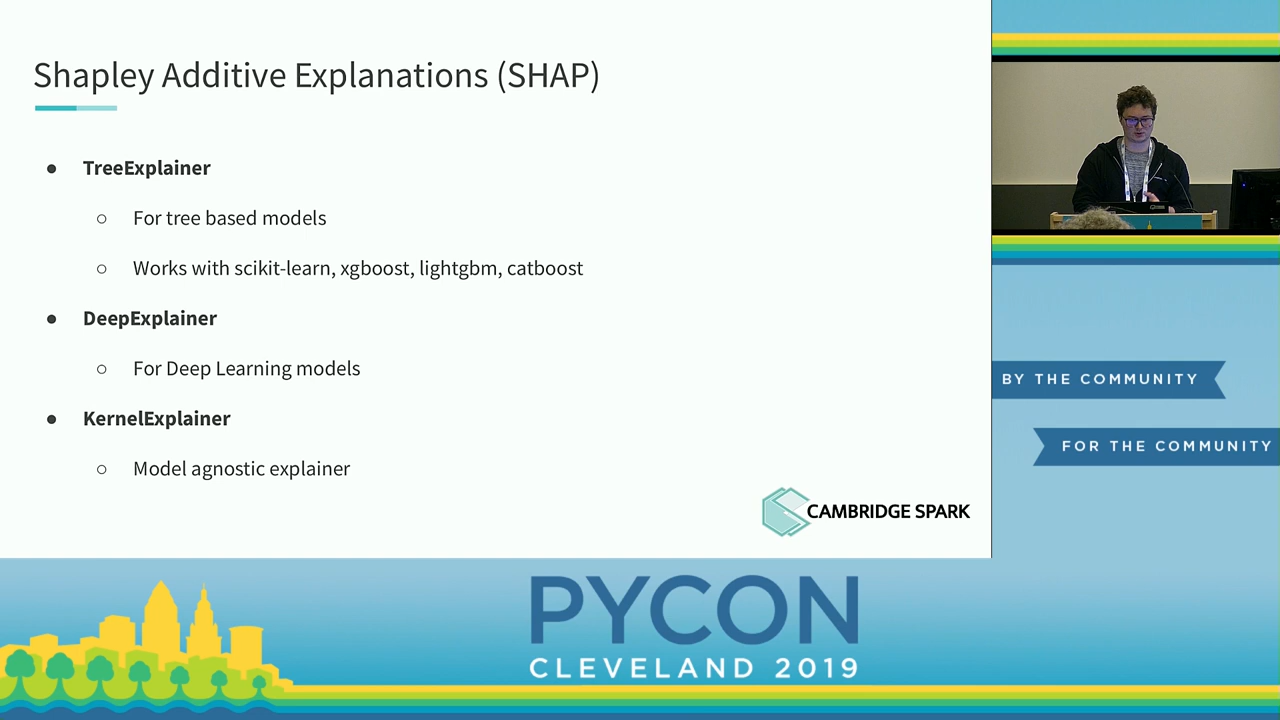 Shapley Additive Explanations (SHAP)
● TreeExplainer
○ For tree based models
○ Works with scikit-learn, xgboost, lightgbm, catboost
● DeepExplainer
○ For Deep Learning models
● KernelExplainer
○ Model agnostic explainer
CAMBRIDGE SPARK
BY THE COMMUNITY
FOR THE COMMUNITY
PYCON
CLEVELAND 2019